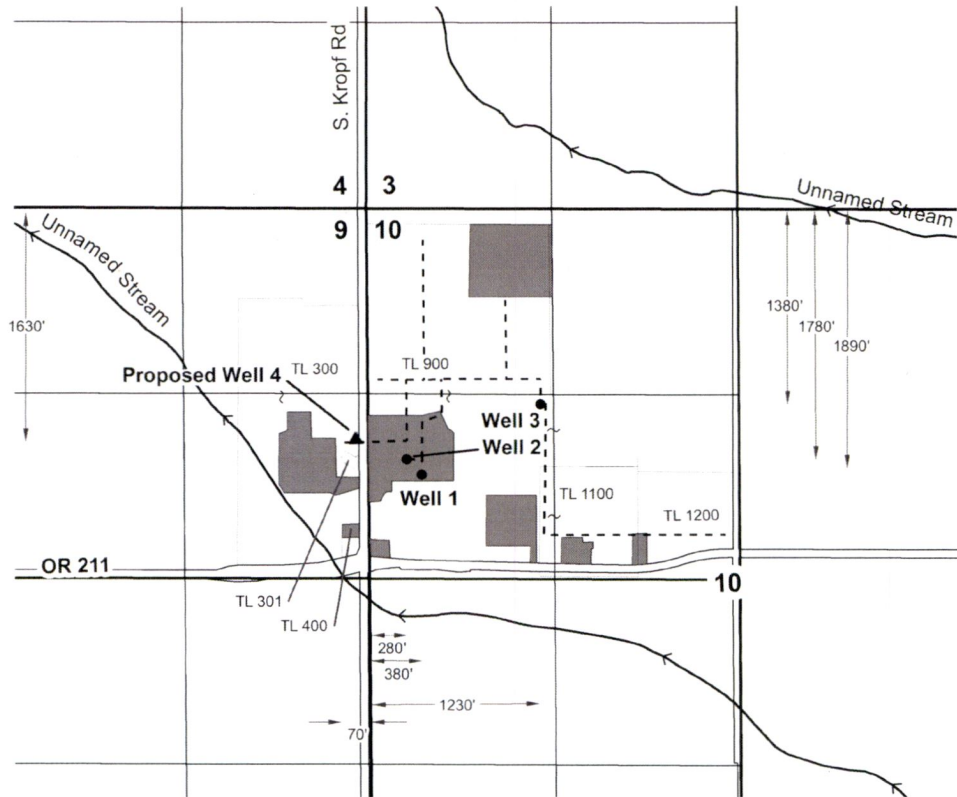 S. Kropf Rd
4 3
9 10
Unnamed Stream
Unnamed Stream
1630'
1380'
1780'
1890'
TL 300
TL 900
Proposed Well 4
Well 3
Well 2
Well 1
TL 1100
TL 1200
OR 211
10
TL 301
TL 400
280'
380'
1230'
70'